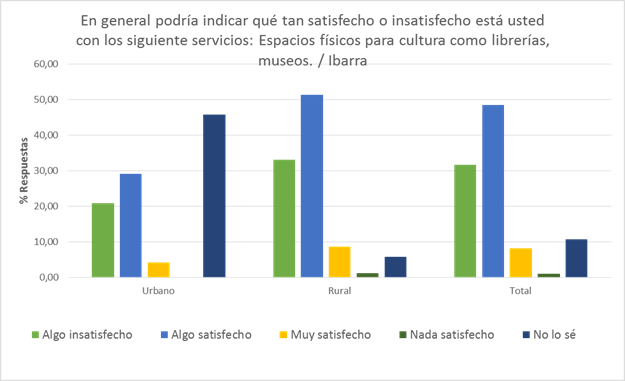 En general podría indicar qué tan satisfecho o insatisfecho está usted
con los siguiente servicios: Espacios físicos para cultura como librerías,
museos. / Ibarra
60,00
50,00
40,00
30,00
20,00
10,00
0,00
% Respuestas
Urbano Rural Total
Algo insatisfecho Algo satisfecho Muy satisfecho Nada satisfecho No lo sé